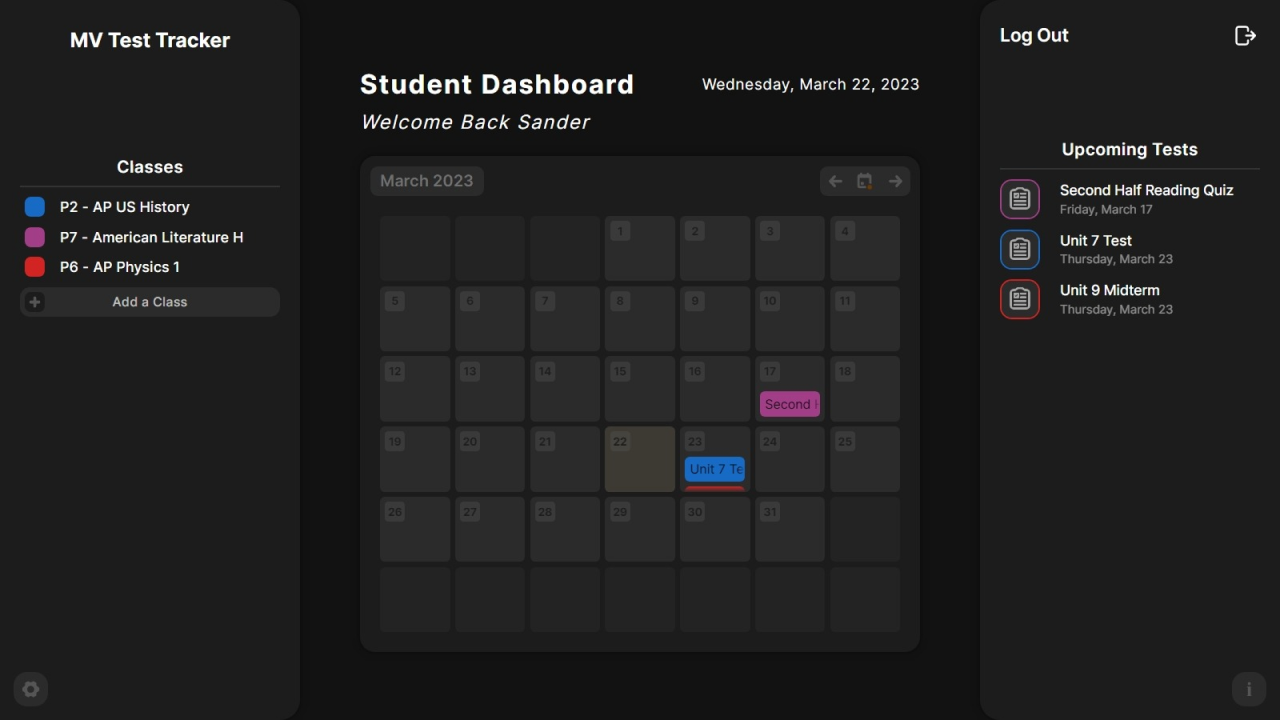 MV Test Tracker
Classes
P2 - AP US History
P7 - American Literature H
P6 - AP Physics 1
Add a Class
Student Dashboard
Wednesday, March 22, 2023
Welcome Back Sander
March 2023
1 2 3 4
5 6 7 8 9 10 11
12 13 14 15 16 17 18
Second
19 20 21 22 23 24 25
Unit 7 Te
26 27 28 29 30 31
Log Out
Upcoming Tests
Second Half Reading Quiz
Friday, March 17
Unit 7 Test
Thursday, March 23
Unit 9 Midterm
Thursday, March 23
i